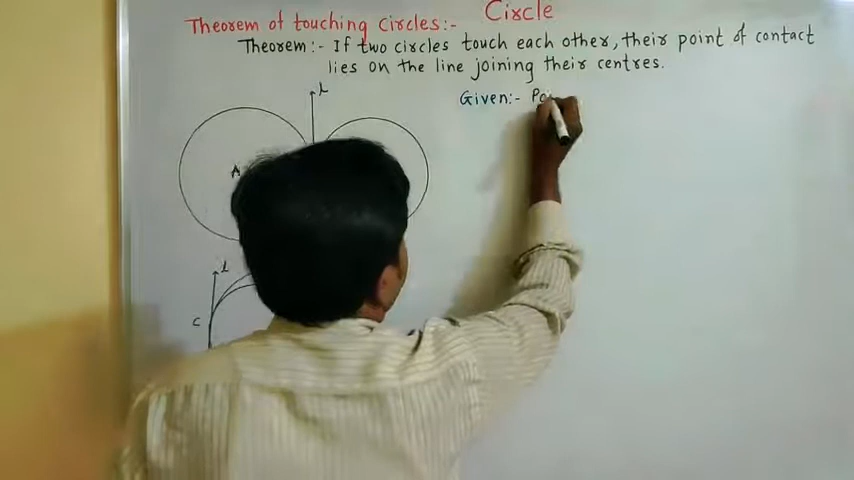 Circle
Theorem of touching Circles:-
Theorem:- If two circles touch each other, their point of contact
lies on the line joining their centres.
Given:- Poi
l
A
l
C